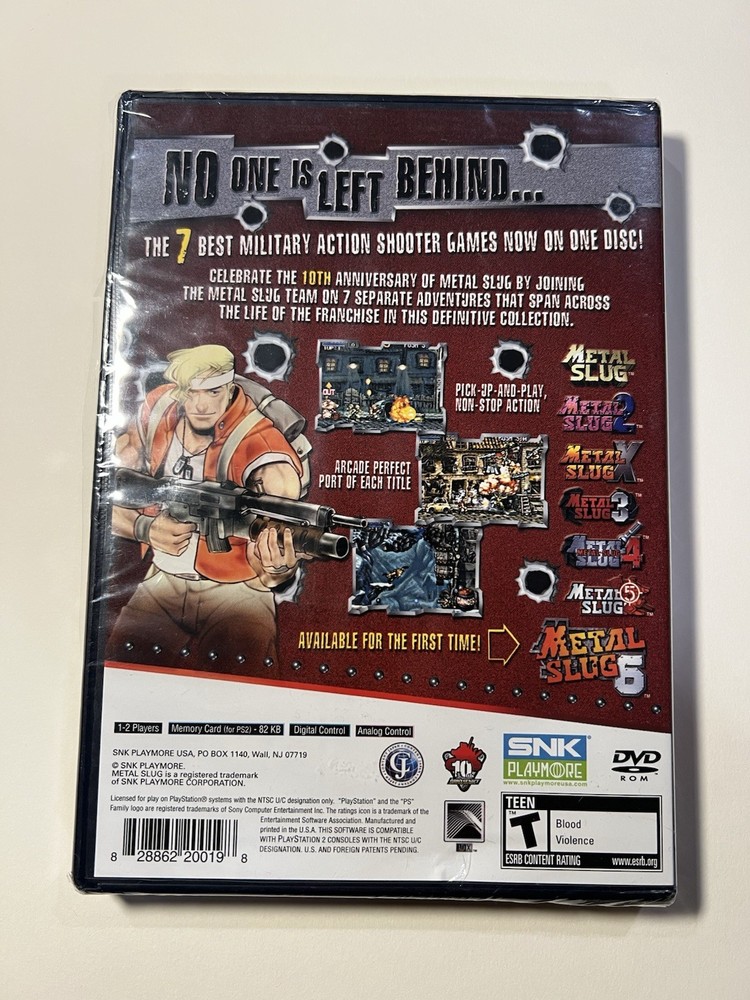 NO ONE IS LEFT BEHIND...
THE 7 BEST MILITARY ACTION SHOOTER GAMES NOW ON ONE DISC!
CELEBRATE THE 10TH ANNIVERSARY OF METAL SLUG BY JOINING
THE METAL SLUG TEAM ON 7 SEPARATE ADVENTURES THAT SPAN ACROSS
THE LIFE OF THE FRANCHISE IN THIS DEFINITIVE COLLECTION.
PICK-UP-AND-PLAY,
NON-STOP ACTION
ARCADE PERFECT
PORT OF EACH TITLE
METAL
SLUG
METAL
SLUG 2
METAL
SLUG X
METAL
SLUG 3
METAL
SLUG 4
METAL
SLUG 5
AVAILABLE FOR THE FIRST TIME!
METAL
SLUG 6
1-2 Players
Memory Card (for PS2) - 82 KB
Digital Control
Analog Control
SNK PLAYMORE USA, PO BOX 1140, Wall, NJ 07719
© SNK PLAYMORE.
METAL SLUG is a registered trademark
of SNK PLAYMORE CORPORATION.
10
SNK®
PLAYMORE
www.snkplaymoreusa.com
DVD
ROM
Licensed for play on PlayStation® systems with the NTSC U/C designation only. "PlayStation" and the "PS"
Family logo are registered trademarks of Sony Computer Entertainment Inc. The ratings icon is a trademark of the
Entertainment Software Association. Manufactured and
printed in the U.S.A. THIS SOFTWARE IS COMPATIBLE
WITH PLAYSTATION 2 CONSOLES WITH THE NTSC U/C
DESIGNATION. U.S. AND FOREIGN PATENTS PENDING.
8 28862 20019 8
TEEN
T
Blood
Violence
ESRB CONTENT RATING www.esrb.org